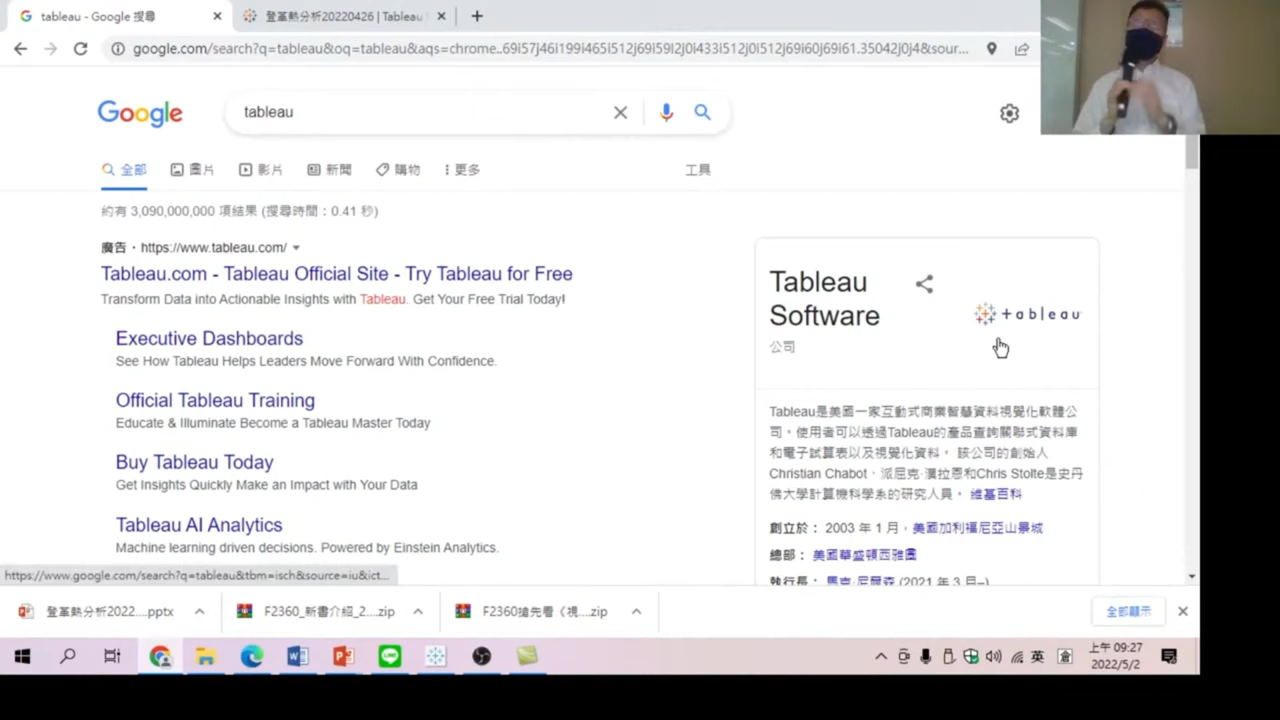 tableau - Google 搜尋
登革熱分析20220426 | Tableau
google.com/search?q=tableau&oq=tableau&aqs=chrome..69i57j46i199i465i512j69i59l2j0i433i512j0i512j69i60j69i61.35042j0j4&sour...
Google
tableau
全部
圖片
影片
新聞
購物
更多
工具
約有 3,090,000,000 項結果 (搜尋時間：0.41 秒)
廣告 · https://www.tableau.com/
Tableau.com - Tableau Official Site - Try Tableau for Free
Transform Data into Actionable Insights with Tableau. Get Your Free Trial Today!
Executive Dashboards
See How Tableau Helps Leaders Move Forward With Confidence.
Official Tableau Training
Educate & Illuminate Become a Tableau Master Today
Buy Tableau Today
Get Insights Quickly Make an Impact with Your Data
Tableau AI Analytics
Machine learning driven decisions. Powered by Einstein Analytics.
Tableau
Software
+ableau
公司
Tableau是美國一家互動式商業智慧資料視覺化軟體公
司。使用者可以透過Tableau的產品查詢關聯式資料庫
和電子試算表以及視覺化資料。 該公司的創始人
Christian Chabot，派屈克·漢拉恩和Chris Stolte是史丹
佛大學計算機科學系的研究人員。 維基百科
創立於： 2003 年 1 月，美國加利福尼亞山景城
總部： 美國華盛頓西雅圖
執行長： 馬克·尼爾森 (2021 年 3 月–)
https://www.google.com/search?q=tableau&tbm=isch&source=iu&ict...
登革熱分析2022....pptx
F2360_新書介紹_2....zip
F2360搶先看《視....zip
全部顯示
英
上午 09:27
2022/5/2